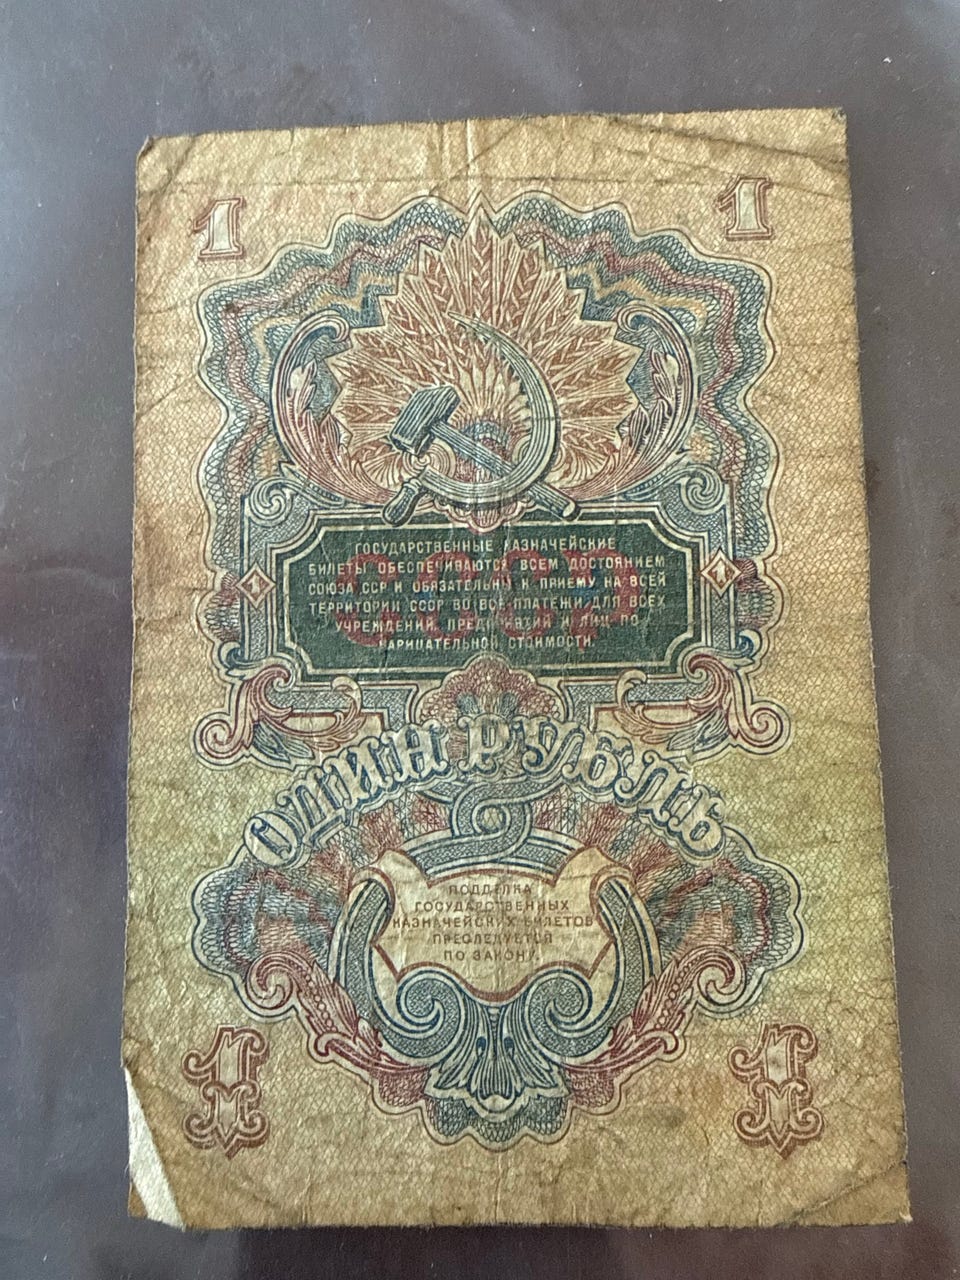 1 1
ГОСУДАРСТВЕННЫЕ КАЗНАЧЕЙСКИЕ
БИЛЕТЫ ОБЕСПЕЧИВАЮТСЯ ВСЕМ ДОСТОЯНИЕМ
СОЮЗА ССР И ОБЯЗАТЕЛЬНЫ К ПРИЕМУ НА ВСЕЙ
ТЕРРИТОРИИ СССР ВО ВСЕ ПЛАТЕЖИ ДЛЯ ВСЕХ
УЧРЕЖДЕНИЙ, ПРЕДПРИЯТИЙ И ЛИЦ ПО
НАРИЦАТЕЛЬНОЙ СТОИМОСТИ.
СССР
1 1
ОДИН РУБЛЬ
ПОДДЕЛКА
ГОСУДАРСТВЕННЫХ
КАЗНАЧЕЙСКИХ БИЛЕТОВ
ПРЕСЛЕДУЕТСЯ
ПО ЗАКОНУ.
1 1